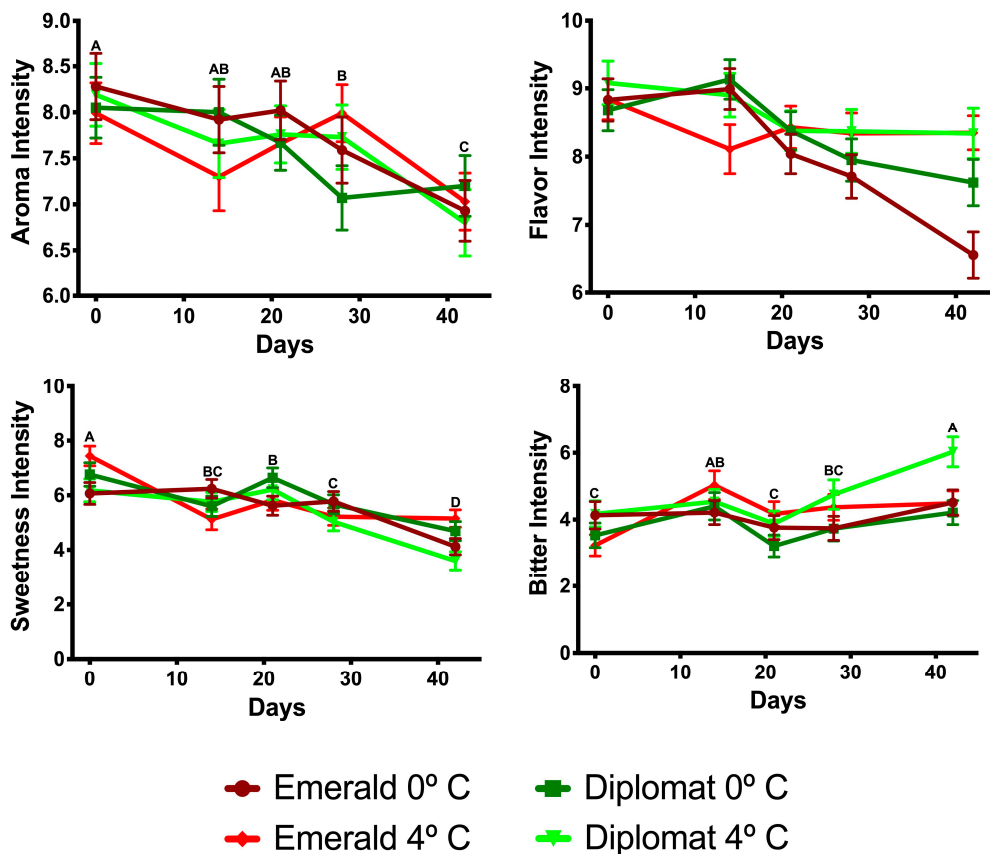 Aroma Intensity
9.0
8.5
8.0
7.5
7.0
6.5
6.0
A
AB
AB
B
C
0 10 20 30 40
Days
Flavor Intensity
10
9
8
7
6
0 10 20 30 40
Days
Sweetness Intensity
10
8
6
4
2
0
A
BC
B
C
D
0 10 20 30 40
Days
Bitter Intensity
8
6
4
2
0
C
AB
C
BC
A
0 10 20 30 40
Days
Emerald 0º C
Diplomat 0º C
Emerald 4º C
Diplomat 4º C